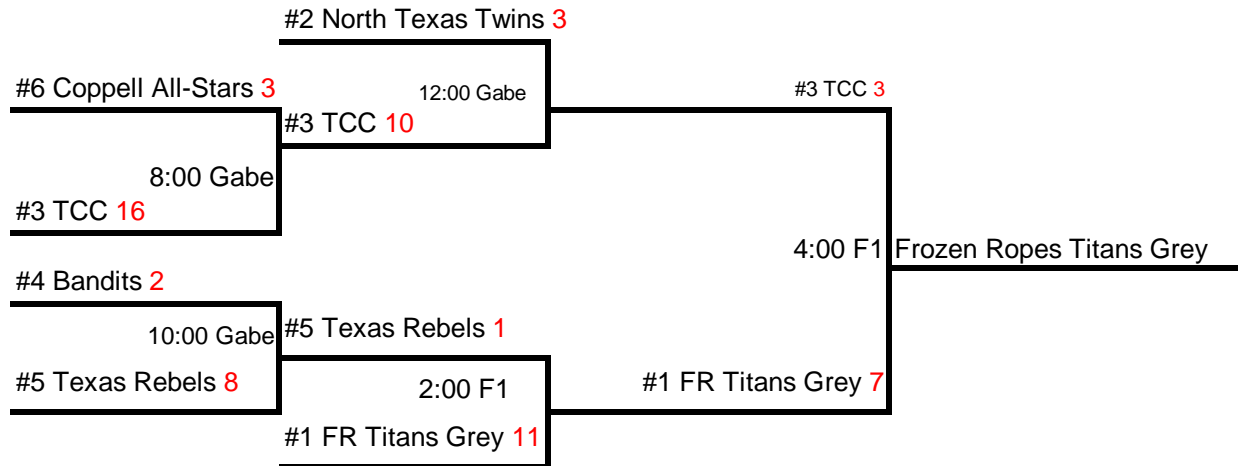 #2 North Texas Twins 3
#6 Coppell All-Stars 3
12:00 Gabe
#3 TCC 3
#3 TCC 10
8:00 Gabe
#3 TCC 16
4:00 F1 Frozen Ropes Titans Grey
#4 Bandits 2
10:00 Gabe
#5 Texas Rebels 1
#5 Texas Rebels 8
2:00 F1
#1 FR Titans Grey 7
#1 FR Titans Grey 11